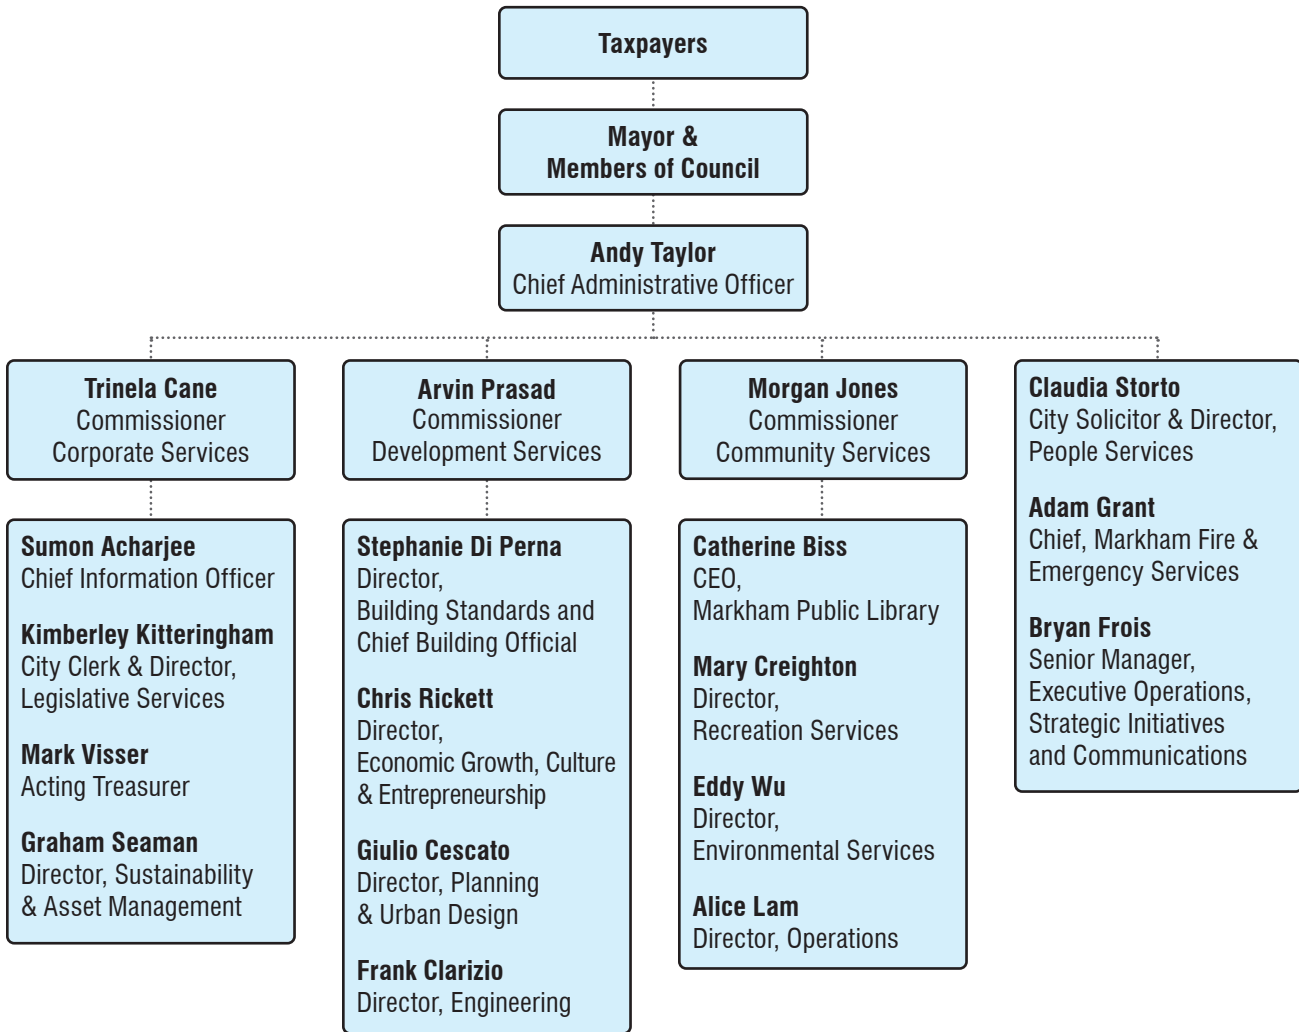 Taxpayers
Mayor &
Members of Council
Andy Taylor
Chief Administrative Officer
Trinela Cane
Commissioner
Corporate Services
Sumon Acharjee
Chief Information Officer
Kimberley Kitteringham
City Clerk & Director,
Legislative Services
Mark Visser
Acting Treasurer
Graham Seaman
Director, Sustainability
& Asset Management
Arvin Prasad
Commissioner
Development Services
Stephanie Di Perna
Director,
Building Standards and
Chief Building Official
Chris Rickett
Director,
Economic Growth, Culture
& Entrepreneurship
Giulio Cescato
Director, Planning
& Urban Design
Frank Clarizio
Director, Engineering
Morgan Jones
Commissioner
Community Services
Catherine Biss
CEO,
Markham Public Library
Mary Creighton
Director,
Recreation Services
Eddy Wu
Director,
Environmental Services
Alice Lam
Director, Operations
Claudia Storto
City Solicitor & Director,
People Services
Adam Grant
Chief, Markham Fire &
Emergency Services
Bryan Frois
Senior Manager,
Executive Operations,
Strategic Initiatives
and Communications